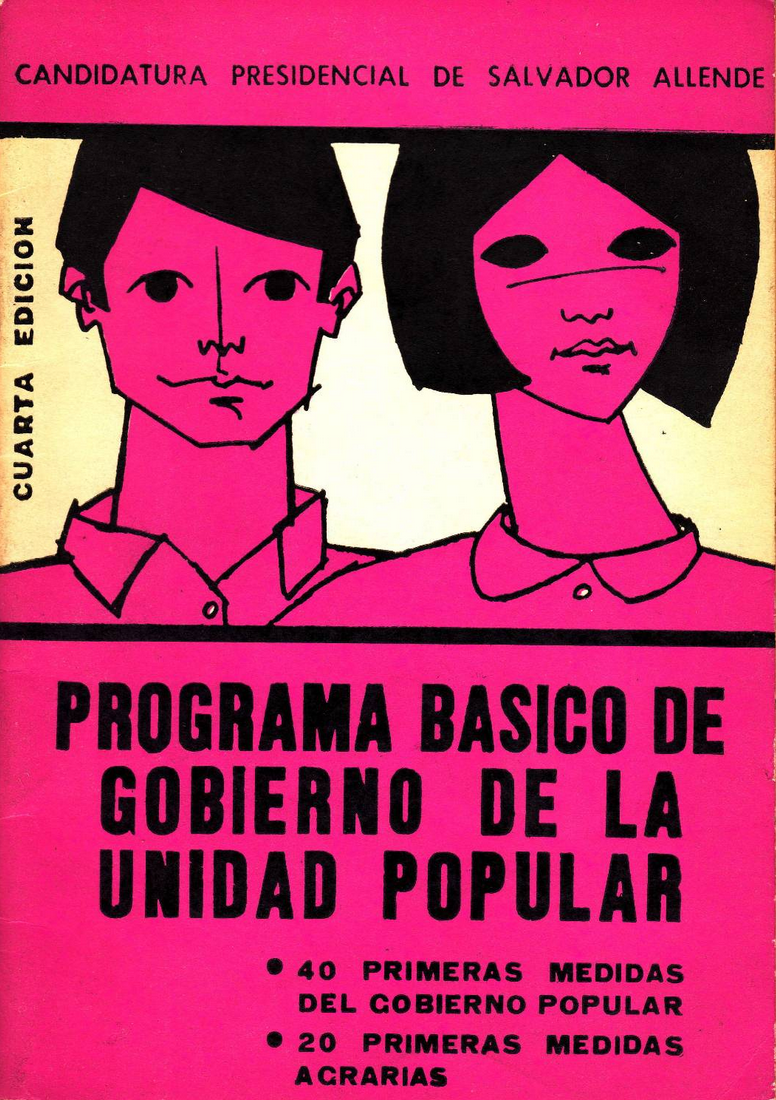 CANDIDATURA PRESIDENCIAL DE SALVADOR ALLENDE
CUARTA EDICION
PROGRAMA BASICO DE
GOBIERNO DE LA
UNIDAD POPULAR
• 40 PRIMERAS MEDIDAS
DEL GOBIERNO POPULAR
• 20 PRIMERAS MEDIDAS
AGRARIAS